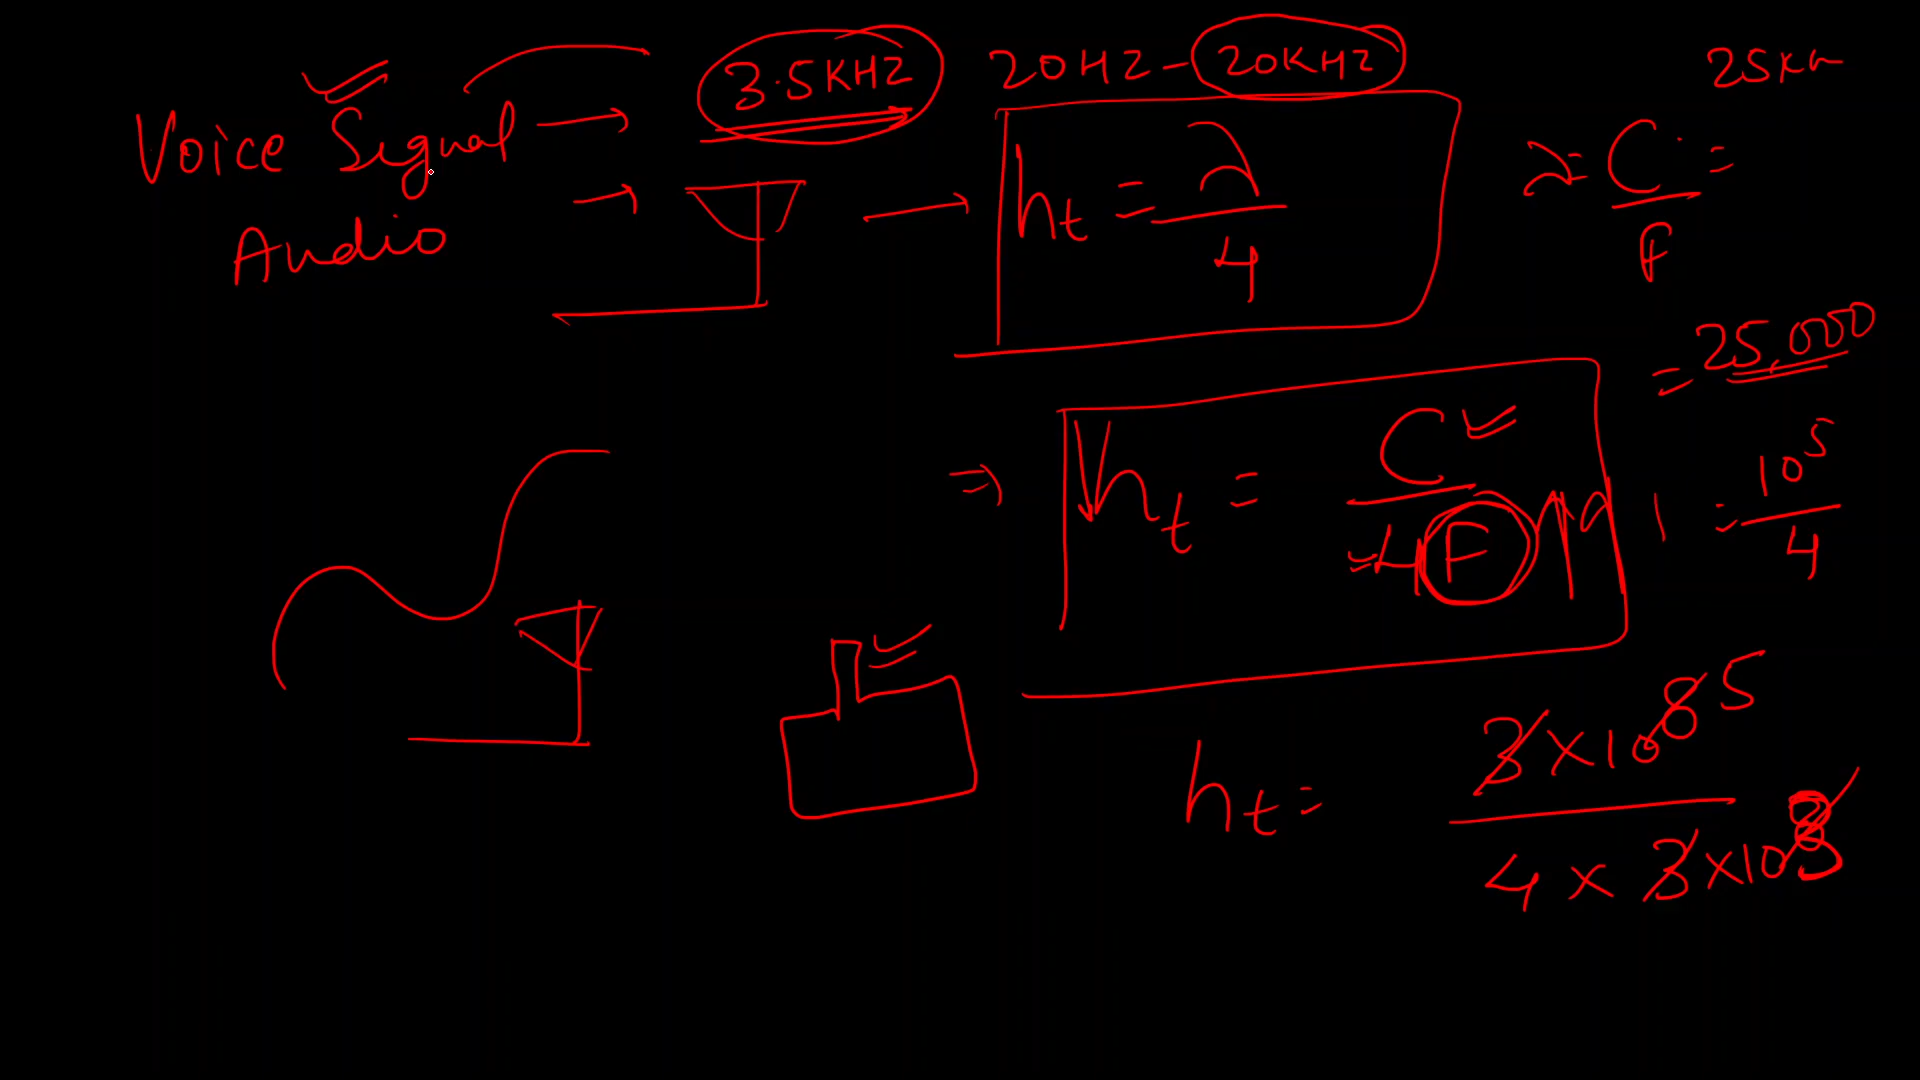 Voice Signal → 3.5KHZ 20HZ - 20KHZ
25Km
Audio → → ht = λ/4
λ = C/F =
= 25,000
⇒ ht = C/4F
= 10^5/4
ht = 3×10^8 5 / 4 × 3×10^3